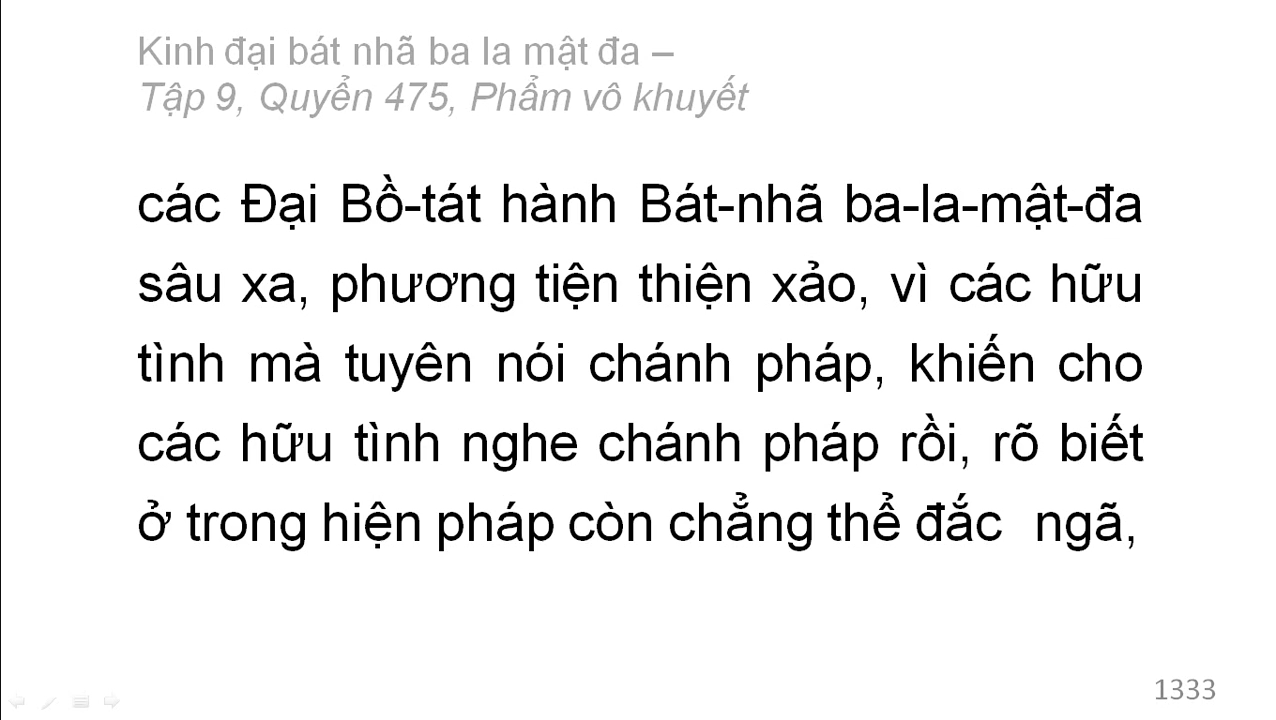 Kinh đại bát nhã ba la mật đa –
Tập 9, Quyển 475, Phẩm vô khuyết
các Đại Bồ-tát hành Bát-nhã ba-la-mật-đa
sâu xa, phương tiện thiện xảo, vì các hữu
tình mà tuyên nói chánh pháp, khiến cho
các hữu tình nghe chánh pháp rồi, rõ biết
ở trong hiện pháp còn chẳng thể đắc ngã,
1333